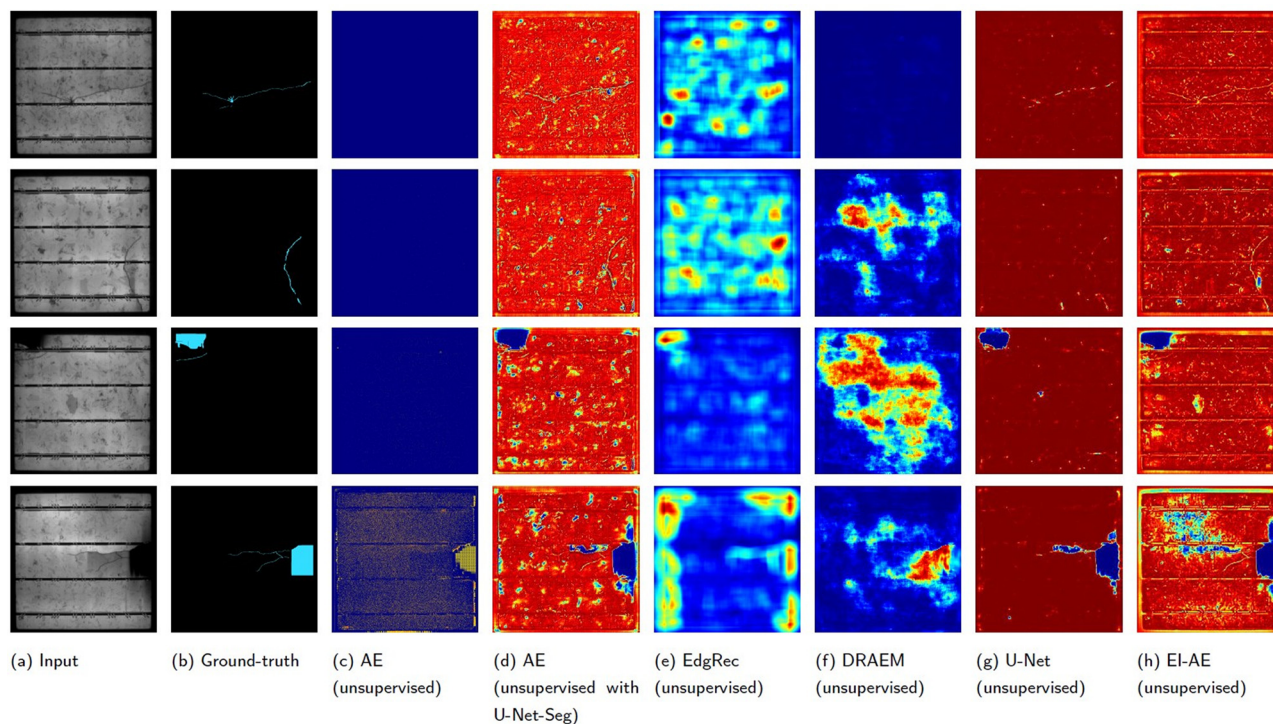 (a) Input
(b) Ground-truth
(c) AE
(unsupervised)
(d) AE
(unsupervised with
U-Net-Seg)
(e) EdgRec
(unsupervised)
(f) DRAEM
(unsupervised)
(g) U-Net
(unsupervised)
(h) EI-AE
(unsupervised)